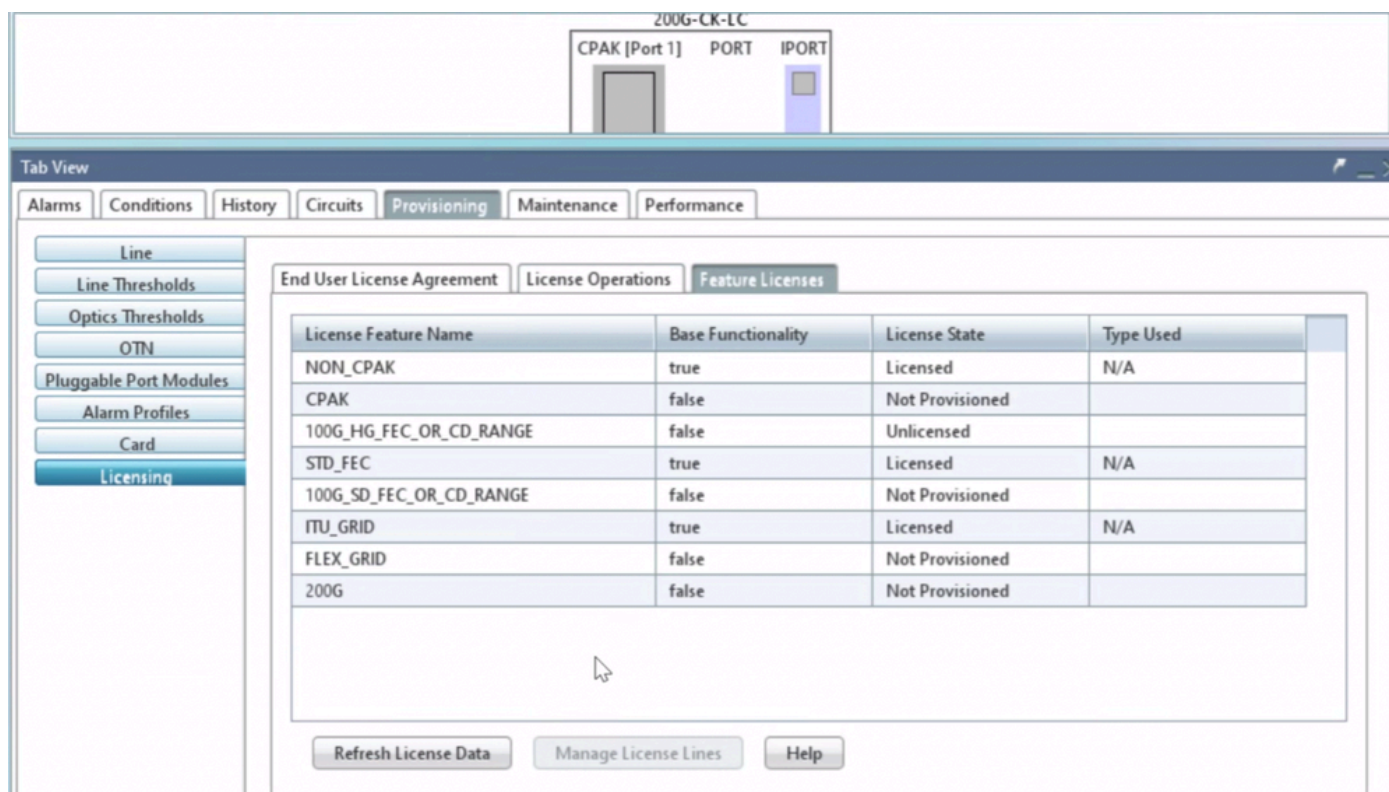 200G-CK-LC
CPAK [Port 1] PORT IPORT
Tab View
Alarms Conditions History Circuits Provisioning Maintenance Performance
Line
Line Thresholds
Optics Thresholds
OTN
Pluggable Port Modules
Alarm Profiles
Card
Licensing
End User License Agreement License Operations Feature Licenses
License Feature Name Base Functionality License State Type Used
NON_CPAK true Licensed N/A
CPAK false Not Provisioned
100G_HG_FEC_OR_CD_RANGE false Unlicensed
STD_FEC true Licensed N/A
100G_SD_FEC_OR_CD_RANGE false Not Provisioned
ITU_GRID true Licensed N/A
FLEX_GRID false Not Provisioned
200G false Not Provisioned
Refresh License Data Manage License Lines Help